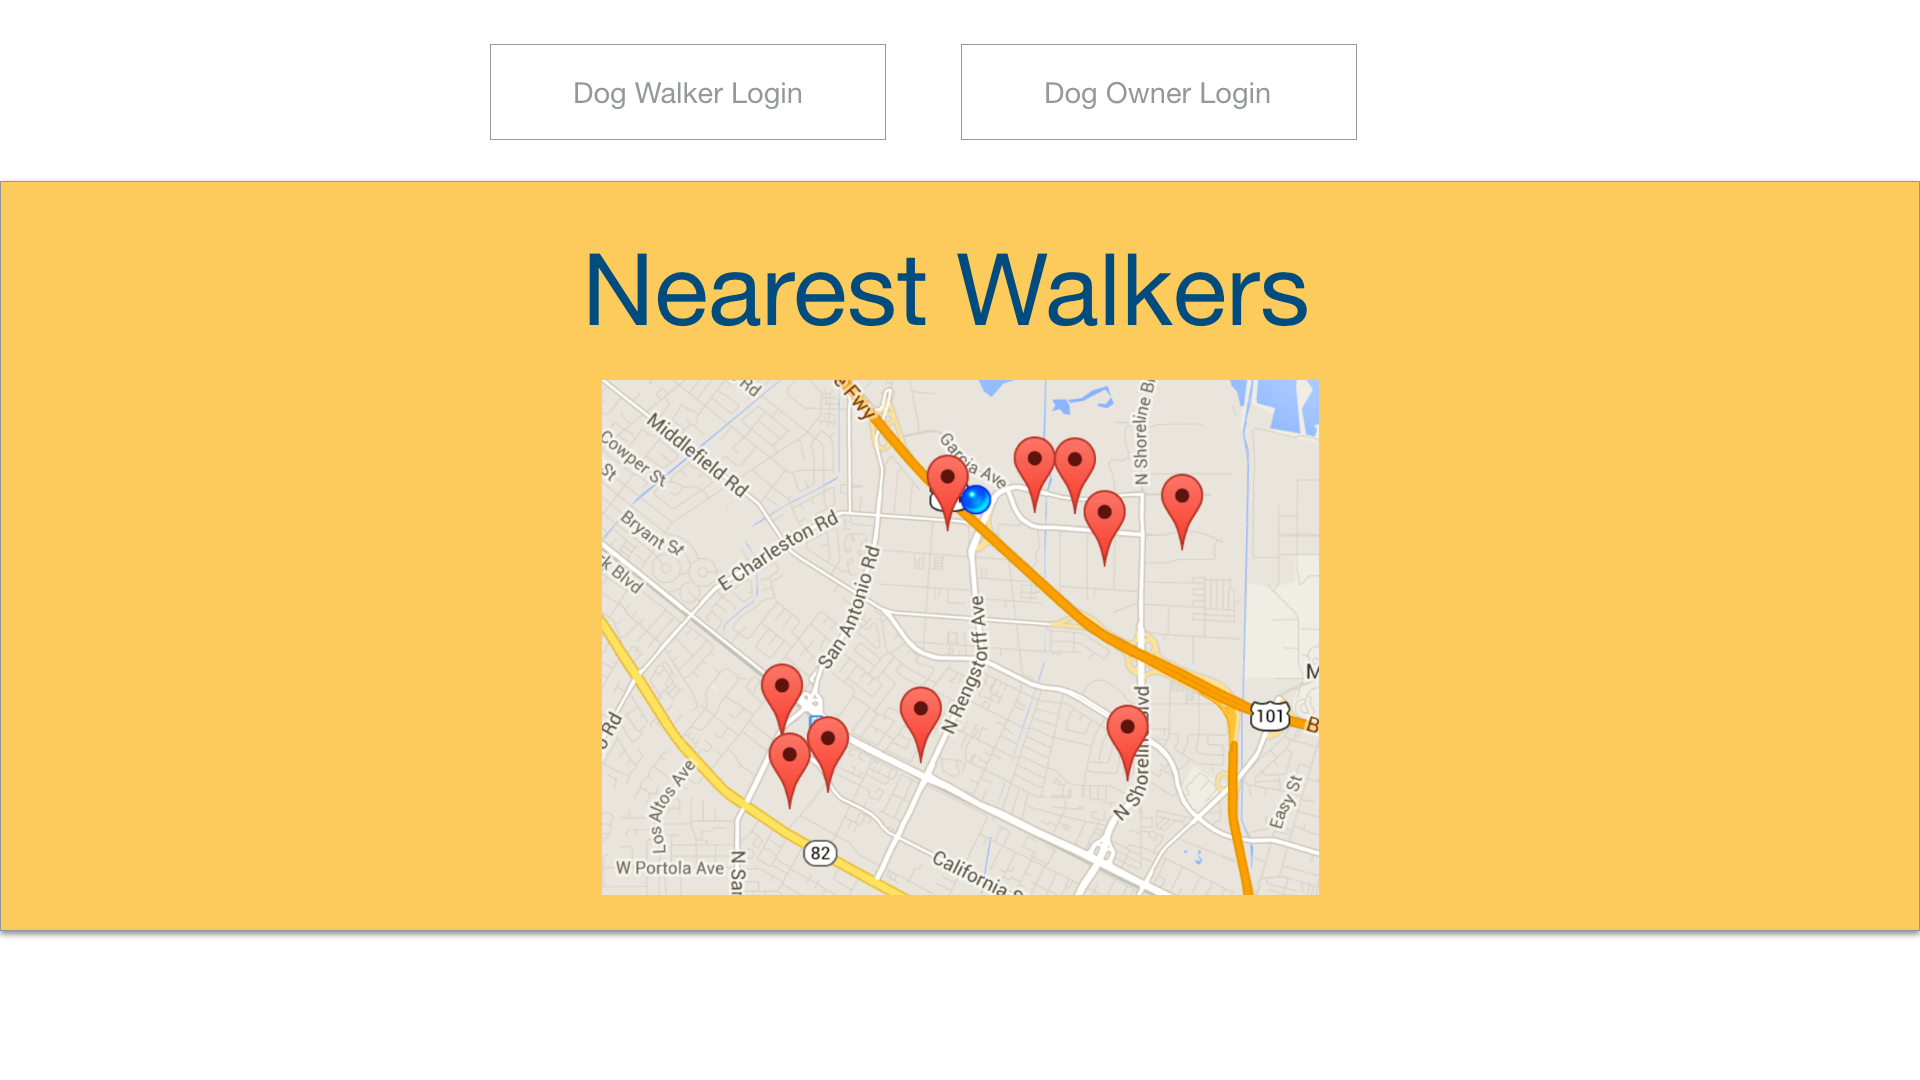 Dog Walker Login
Dog Owner Login
Nearest Walkers
Rd
Fwy
Middlefield Rd
Cowper St
St
Garcia Ave
N Shoreline B
Bryant St
E Charleston Rd
k Blvd
San Antonio Rd
N Rengstorff Ave
M
101
B
o Rd
Los Altos Ave
N Shoreline Blvd
Easy St
82
W Portola Ave
N San
California S